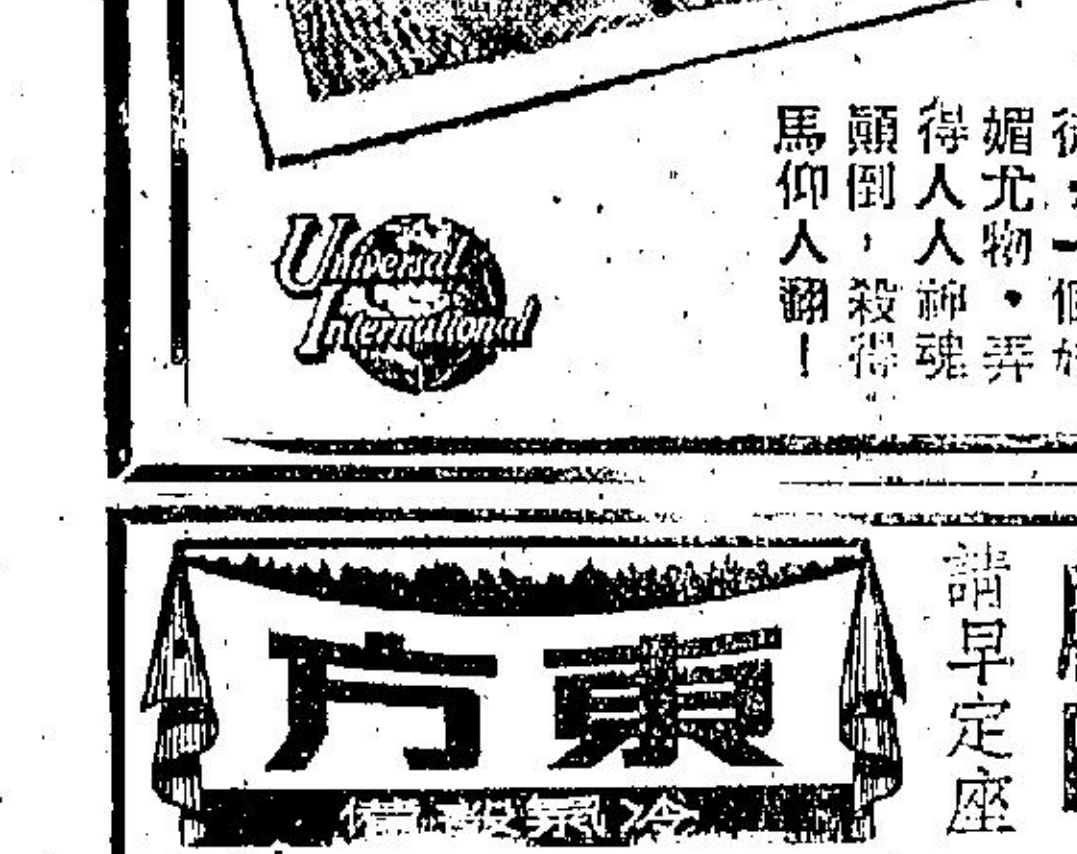 媚尤物・弄
得人人神魂
顛倒，殺得
馬仰人翻！
Universal
International
請早定座
東方
冷氣設備